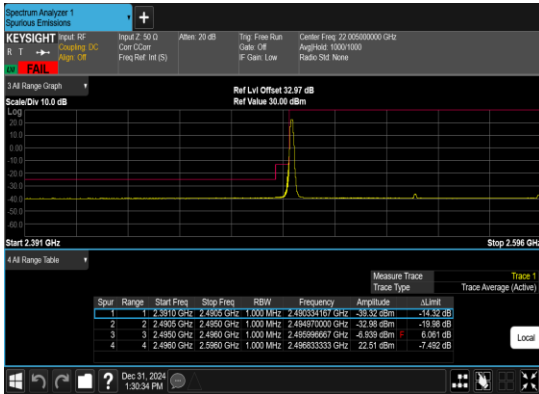 Spectrum Analyzer 1
Spurious Emissions
+
KEYSIGHT Input: RF Input Z: 50 Ω Atten: 20 dB Trig: Free Run Center Freq: 22.005000000 GHz
R T Coupling: DC Corr CCorr Gate: Off Avg|Hold: 1000/1000
Align: Off Freq Ref: Int (S) IF Gain: Low Radio Std: None
LN FAIL
3 All Range Graph
Ref Lvl Offset 32.97 dB
Scale/Div 10.0 dB Ref Value 30.00 dBm
Log
20.0
10.0
0.00
-10.0
-20.0
-30.0
-40.0
-50.0
-60.0
Start 2.391 GHz Stop 2.596 GHz
4 All Range Table
Measure Trace Trace 1
Trace Type Trace Average (Active)
Spur Range Start Freq Stop Freq RBW Frequency Amplitude ΔLimit
1 1 2.3910 GHz 2.4905 GHz 1.000 MHz 2.490334167 GHz -39.32 dBm -14.32 dB
2 2 2.4905 GHz 2.4950 GHz 1.000 MHz 2.494970000 GHz -32.98 dBm -19.98 dB
3 3 2.4950 GHz 2.4960 GHz 1.000 MHz 2.495996667 GHz -6.939 dBm F 6.061 dB
4 4 2.4960 GHz 2.5960 GHz 1.000 MHz 2.496833333 GHz 22.51 dBm -7.492 dB
Local
? Dec 31, 2024
1:30:34 PM